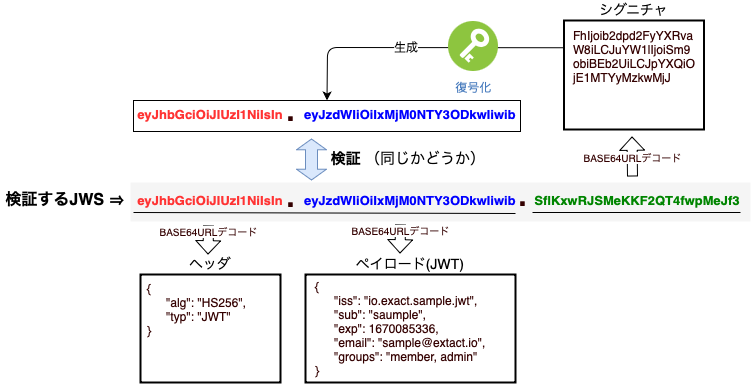 シグニチャ
FhIjoib2dpd2FyYXRva
W8iLCJuYW1lIjoiSm9
obiBEb2UiLCJpYXQiO
jE1MTYyMzkwMjJ
生成
復号化
eyJhbGciOiJIUzI1NiIsIn . eyJzdWIiOiIxMjM0NTY3ODkwIiwib
検証 （同じかどうか）
BASE64URLデコード
検証するJWS ⇒ eyJhbGciOiJIUzI1NiIsIn . eyJzdWIiOiIxMjM0NTY3ODkwIiwib . SflKxwRJSMeKKF2QT4fwpMeJf3
BASE64URLデコード
BASE64URLデコード
ヘッダ
ペイロード(JWT)
{
"alg": "HS256",
"typ": "JWT"
}
{
"iss": "io.exact.sample.jwt",
"sub": "saumple",
"exp": 1670085336,
"email": "sample@extact.io",
"groups": "member, admin"
}